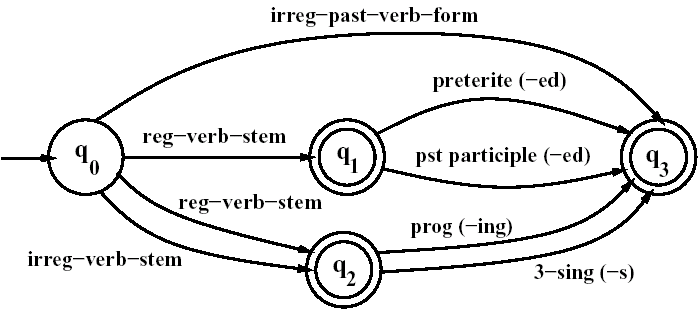 irreg-past-verb-form
preterite (-ed)
reg-verb-stem
q0
q1
pst participle (-ed)
q3
reg-verb-stem
prog (-ing)
irreg-verb-stem
q2
3-sing (-s)